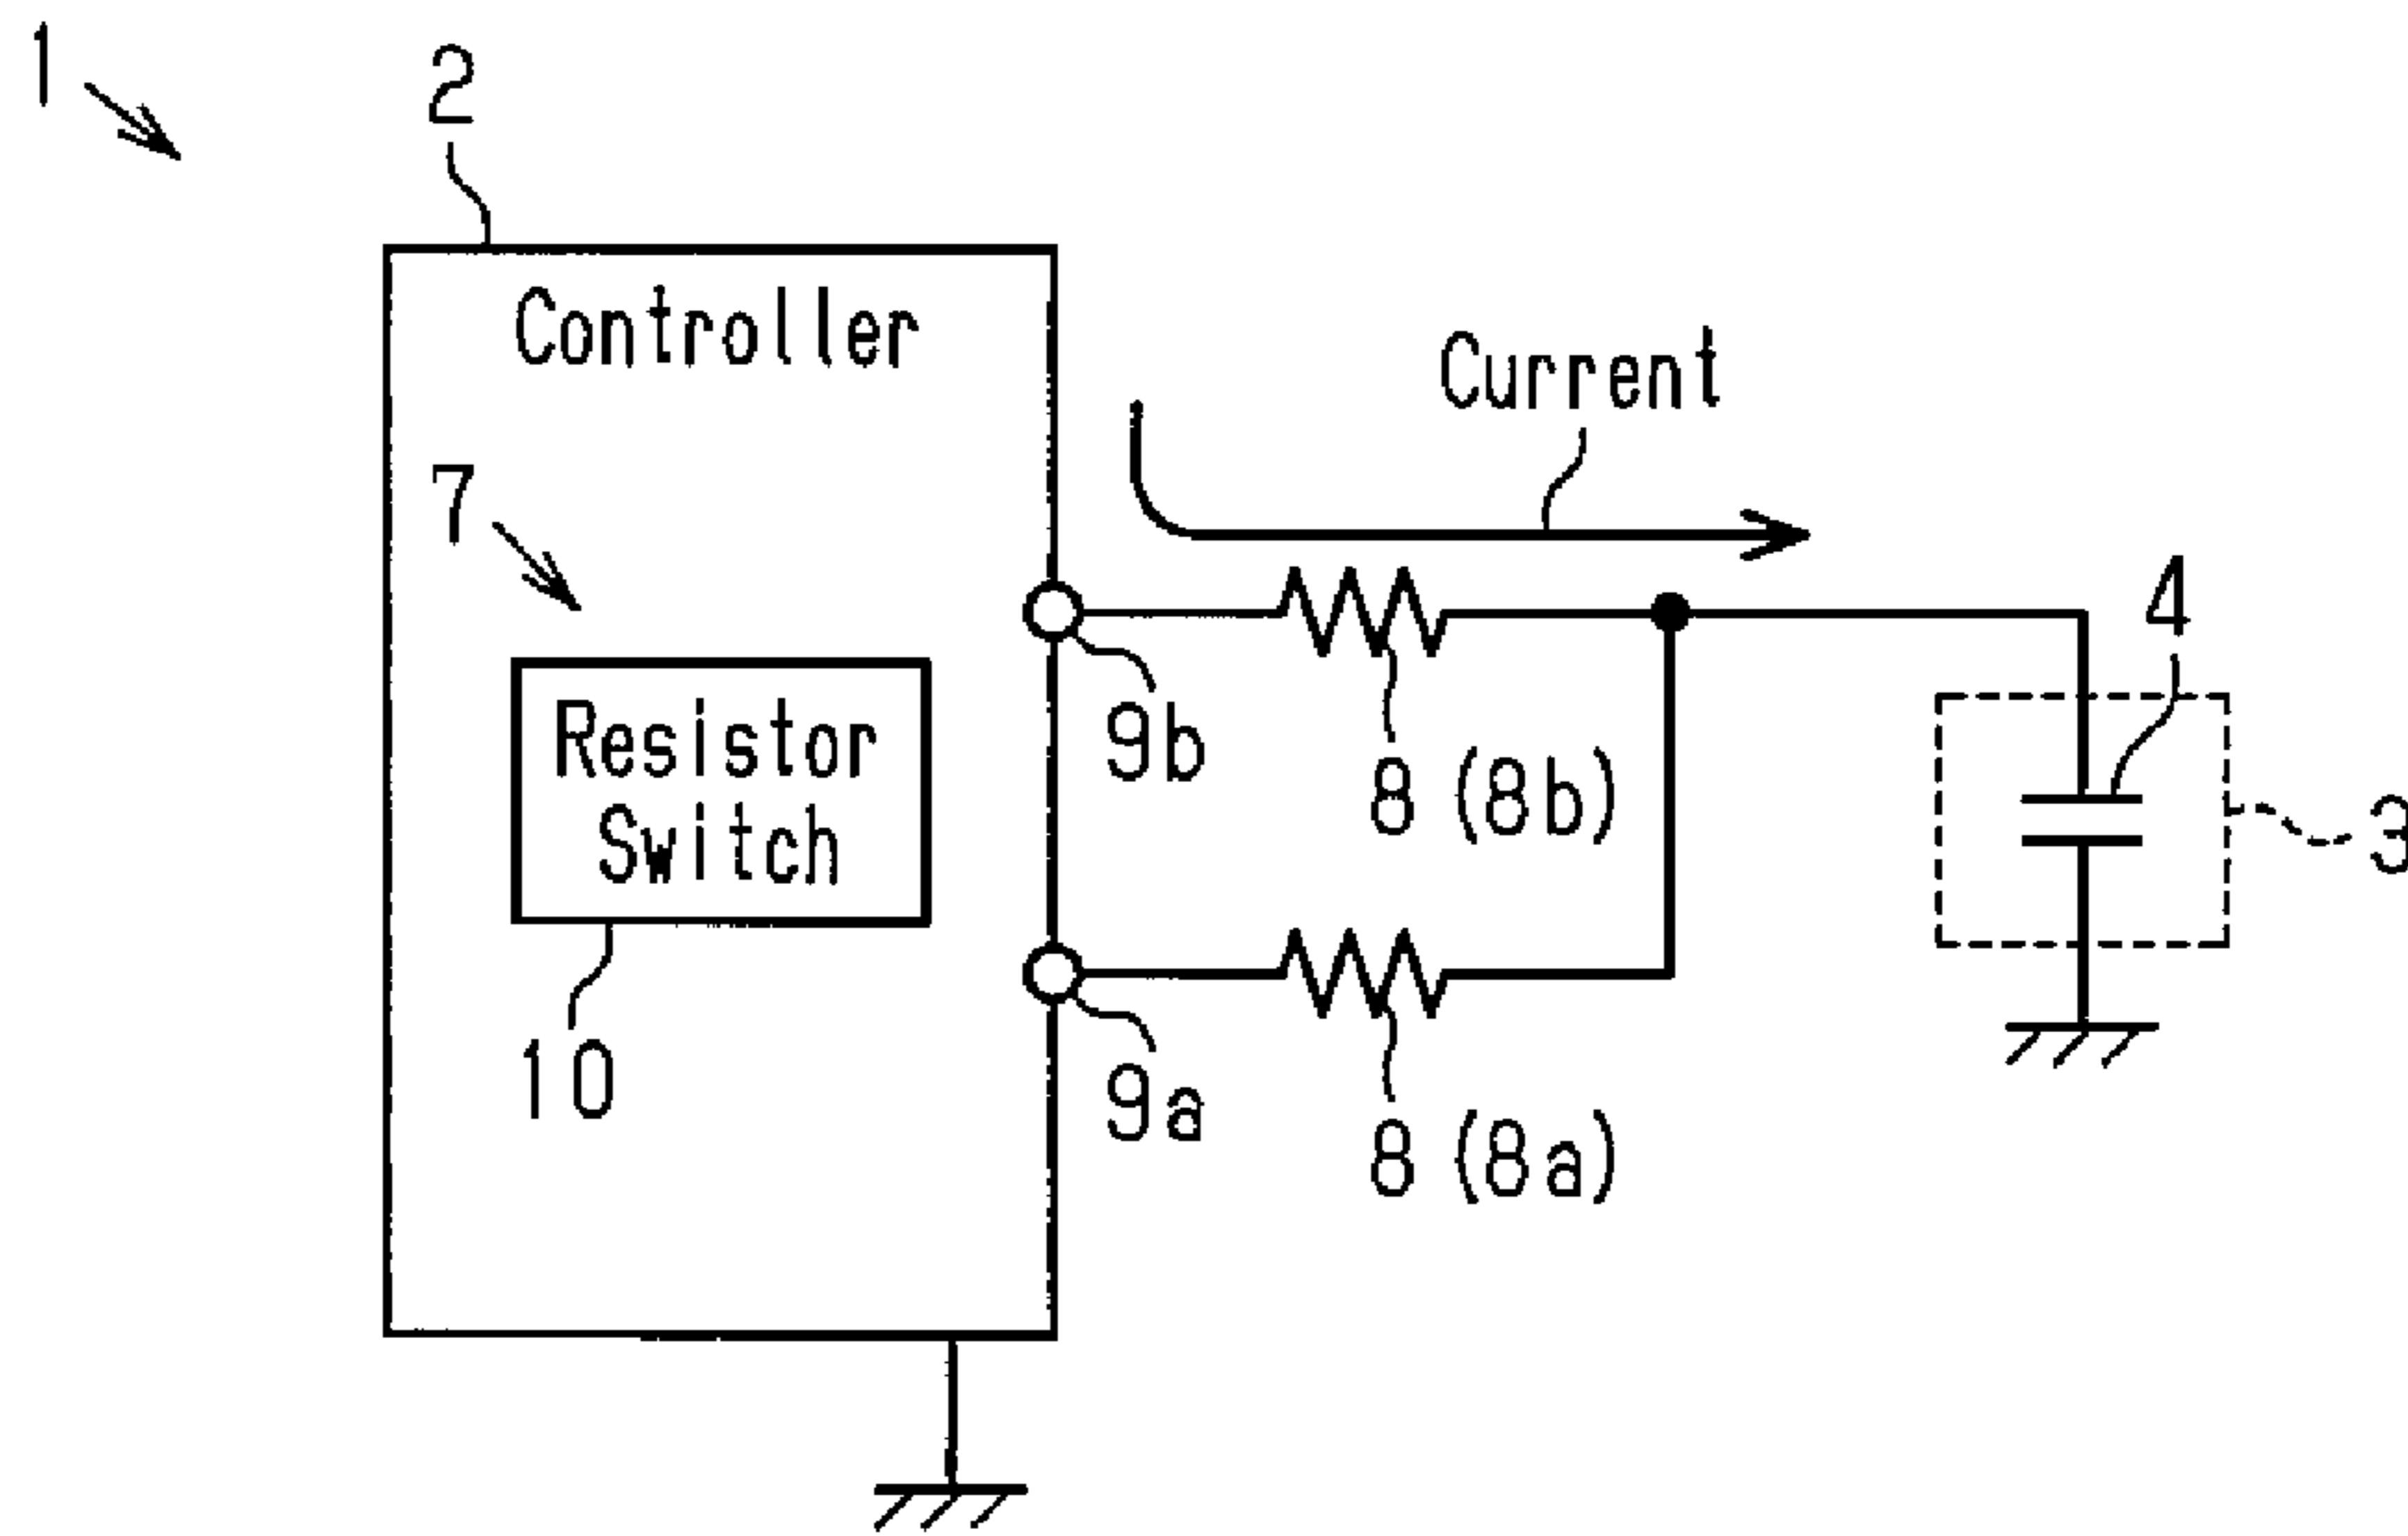 1
2
Controller
Current
7
4
Resistor
Switch
9b
8 (8b)
3
10
9a
8 (8a)